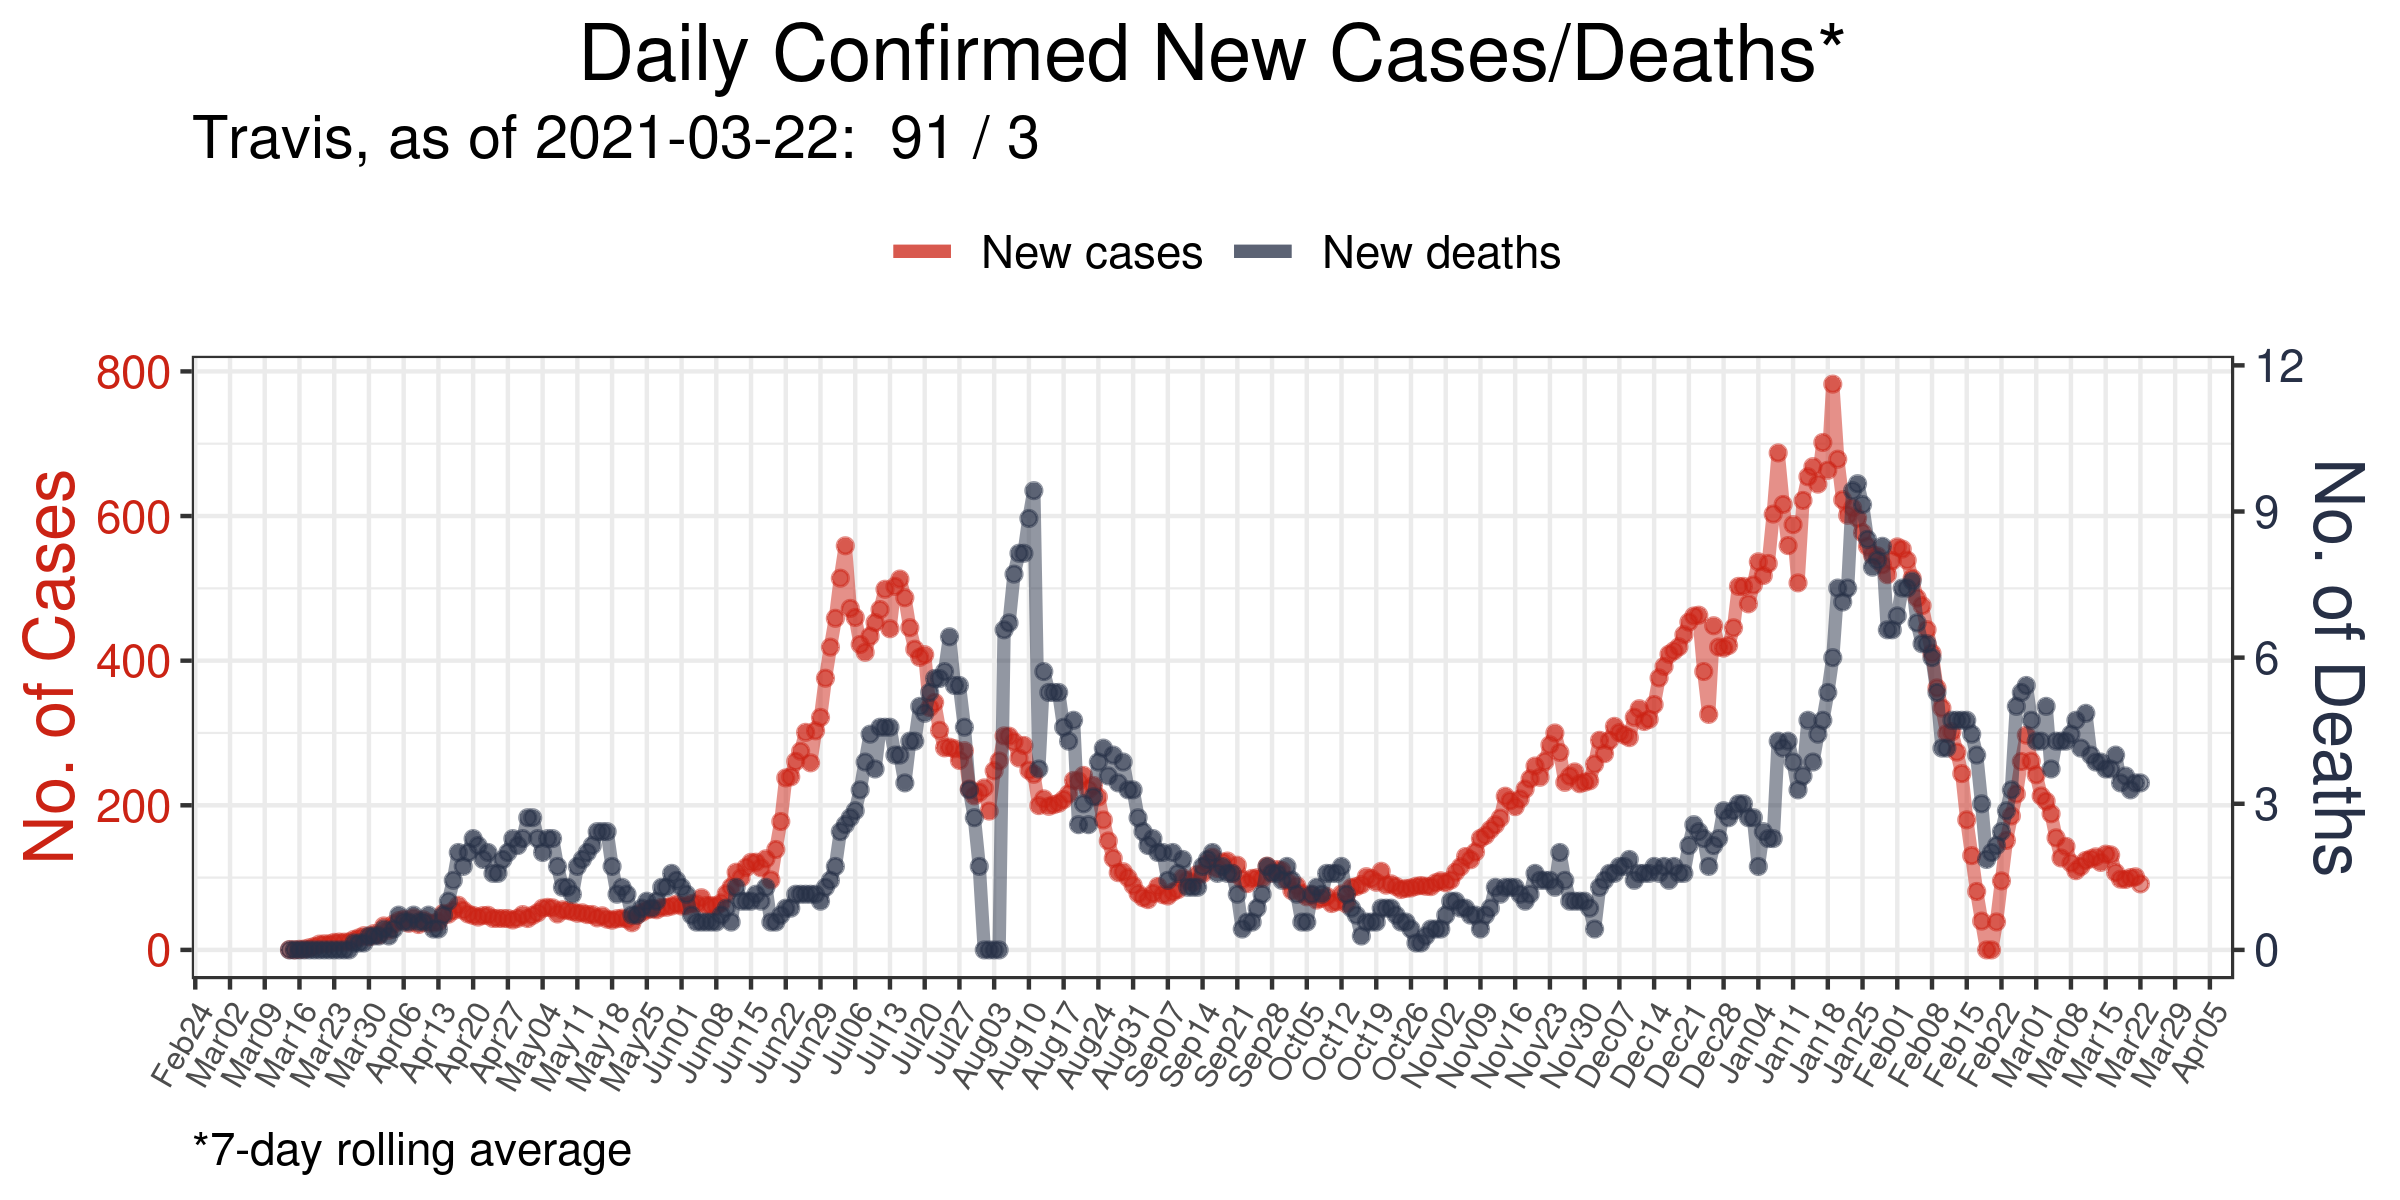 Daily Confirmed New Cases/Deaths*
Travis, as of 2021-03-22:  91 / 3
New cases
New deaths
No. of Cases
800
600
400
200
0
12
9
6
3
0
No. of Deaths
Feb24
Mar02
Mar09
Mar16
Mar23
Mar30
Apr06
Apr13
Apr20
Apr27
May04
May11
May18
May25
Jun01
Jun08
Jun15
Jun22
Jun29
Jul06
Jul13
Jul20
Jul27
Aug03
Aug10
Aug17
Aug24
Aug31
Sep07
Sep14
Sep21
Sep28
Oct05
Oct12
Oct19
Oct26
Nov02
Nov09
Nov16
Nov23
Nov30
Dec07
Dec14
Dec21
Dec28
Jan04
Jan11
Jan18
Jan25
Feb01
Feb08
Feb15
Feb22
Mar01
Mar08
Mar15
Mar22
Mar29
Apr05
*7-day rolling average